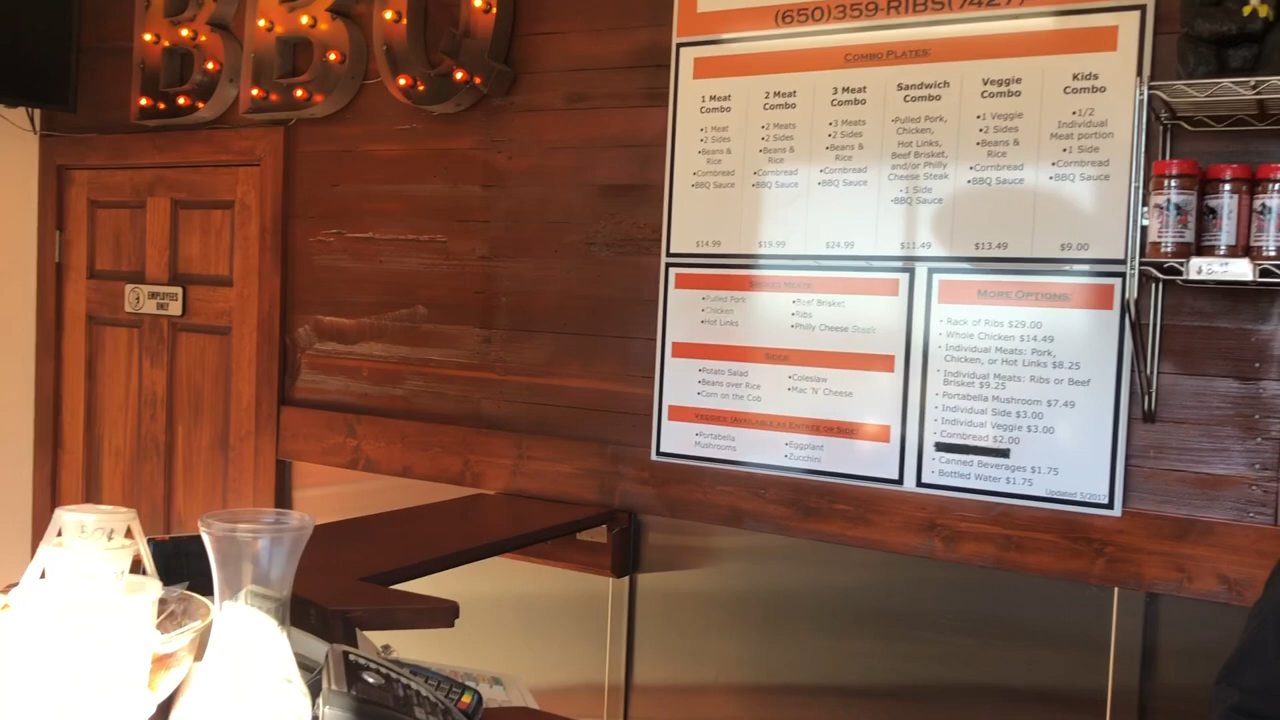 BBQ
(650)359-RIBS(7427)
COMBO PLATES:
1 Meat
Combo
•1 Meat
•2 Sides
•Beans &
Rice
•Cornbread
•BBQ Sauce
$14.99
2 Meat
Combo
•2 Meats
•2 Sides
•Beans &
Rice
•Cornbread
•BBQ Sauce
$19.99
3 Meat
Combo
•3 Meats
•2 Sides
•Beans &
Rice
•Cornbread
•BBQ Sauce
$24.99
Sandwich
Combo
•Pulled Pork,
Chicken,
Hot Links,
Beef Brisket,
and/or Philly
Cheese Steak
•1 Side
•BBQ Sauce
$11.49
Veggie
Combo
•1 Veggie
•2 Sides
•Beans &
Rice
•Cornbread
•BBQ Sauce
$13.49
Kids
Combo
•1/2
Individual
Meat portion
•1 Side
•Cornbread
•BBQ Sauce
$9.00
EMPLOYEES
ONLY
SMOKED MEATS:
•Pulled Pork
•Chicken
•Hot Links
•Beef Brisket
•Ribs
•Philly Cheese Steak
SIDES:
•Potato Salad
•Beans over Rice
•Corn on the Cob
•Coleslaw
•Mac 'N' Cheese
VEGGIES (AVAILABLE AS ENTREE OR SIDE)
•Portabella
Mushrooms
•Eggplant
•Zucchini
MORE OPTIONS:
• Rack of Ribs $29.00
• Whole Chicken $14.49
• Individual Meats: Pork,
Chicken, or Hot Links $8.25
• Individual Meats: Ribs or Beef
Brisket $9.25
• Portabella Mushroom $7.49
• Individual Side $3.00
• Individual Veggie $3.00
• Cornbread $2.00
• Canned Beverages $1.75
• Bottled Water $1.75
Updated 5/2017